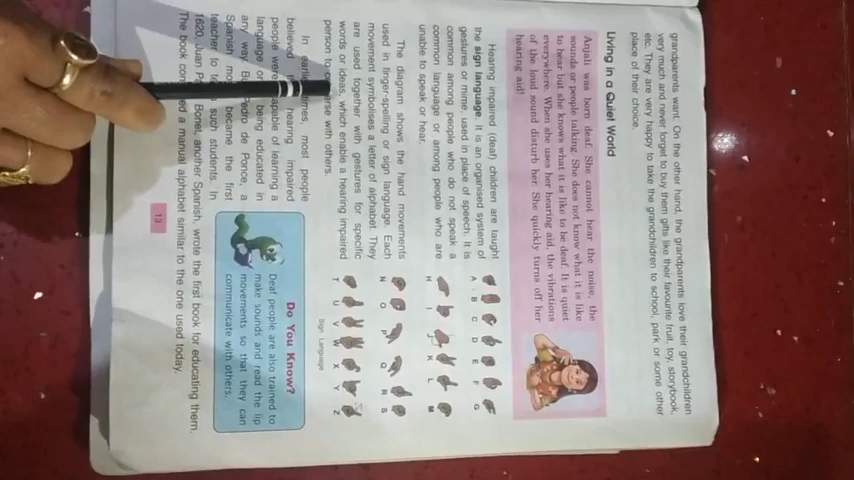 grandparents want. On the other hand, the grandparents love their grandchildren
very much and never forget to buy them gifts like their favourite fruit, toy, storybook,
etc. They are very happy to take the grandchildren to school, park or some other
place of their choice.
Living in a Quiet World
Anjali was born deaf. She cannot hear the noise, the
sounds or people talking. She does not know what it is like
to hear but she knows what it is like to be deaf. It is quiet
everywhere. When she uses her hearing aid, the vibrations
of the loud sound disturb her. She quickly turns off her
hearing aid!
Hearing impaired (deaf) children are taught
the sign language. It is an organised system of
gestures or mime used in place of speech. It is
common among people who do not speak a
common language or among people who are
unable to speak or hear.
A B C D E F G
H I J K L M
N O P Q R S
T U V W X Y Z
Sign Language
The diagram shows the hand movements
used in finger-spelling or sign language. Each
movement symbolises a letter of alphabet. They
are used together with gestures for specific
words or ideas, which enable a hearing impaired
person to with others.
In times, most people
believed hearing impaired
people were of learning a
language or being educated in
any way. Pedro de Ponce, a
Spanish became the first
teacher to such students. In
1620, Juan Bonet, another Spanish, wrote the first book for educating them.
The book a manual alphabet similar to the one used today.
Do You Know?
Deaf people are also trained to
make sounds and read the lip
movements so that they can
communicate with others.
13